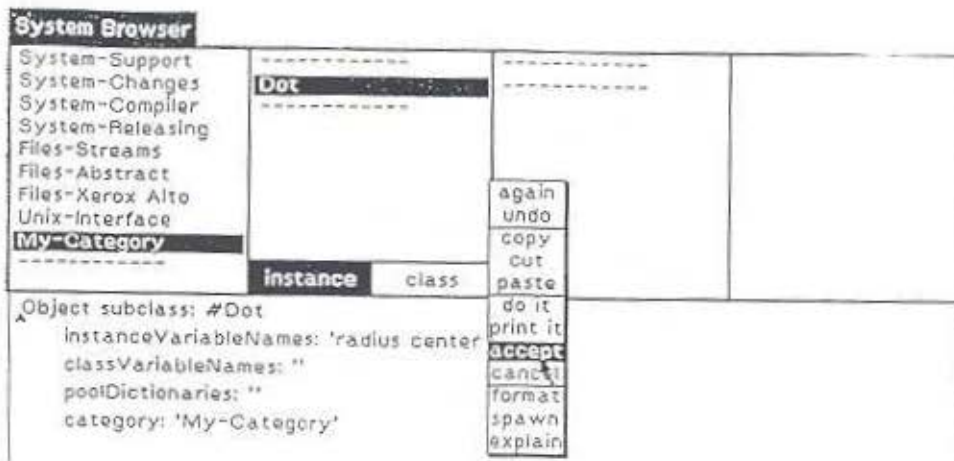 System Browser
System-Support
System-Changes
System-Compiler
System-Releasing
Files-Streams
Files-Abstract
Files-Xerox Alto
Unix-Interface
My-Category
------------
------------
Dot
------------
instance class
------------
------------
again
undo
copy
cut
paste
do it
print it
accept
cancel
format
spawn
explain
Object subclass: #Dot
instanceVariableNames: 'radius center
classVariableNames: ''
poolDictionaries: ''
category: 'My-Category'